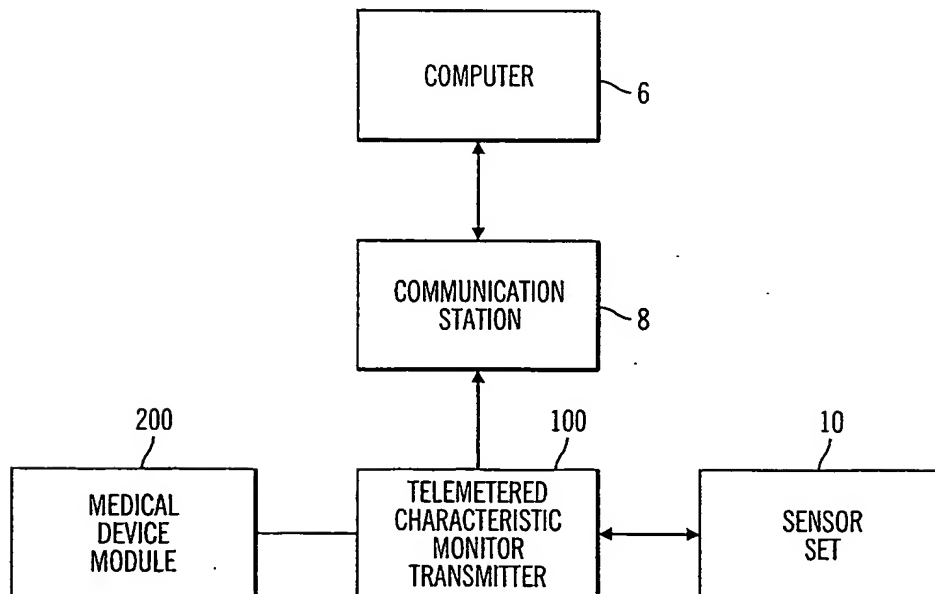 COMPUTER
6
COMMUNICATION
STATION
8
200
100
10
MEDICAL
DEVICE
MODULE
TELEMETERED
CHARACTERISTIC
MONITOR
TRANSMITTER
SENSOR
SET